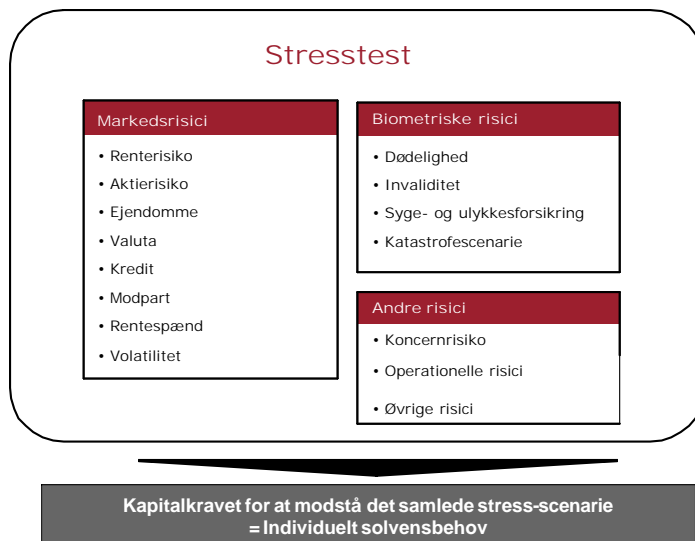 Stresstest
Markedsrisici
• Renterisiko
• Aktierisiko
• Ejendomme
• Valuta
• Kredit
• Modpart
• Rentespænd
• Volatilitet
Biometriske risici
• Dødelighed
• Invaliditet
• Syge- og ulykkesforsikring
• Katastrofescenarie
Andre risici
• Koncernrisiko
• Operationelle risici
• Øvrige risici
Kapitalkravet for at modstå det samlede stress-scenarie
= Individuelt solvensbehov